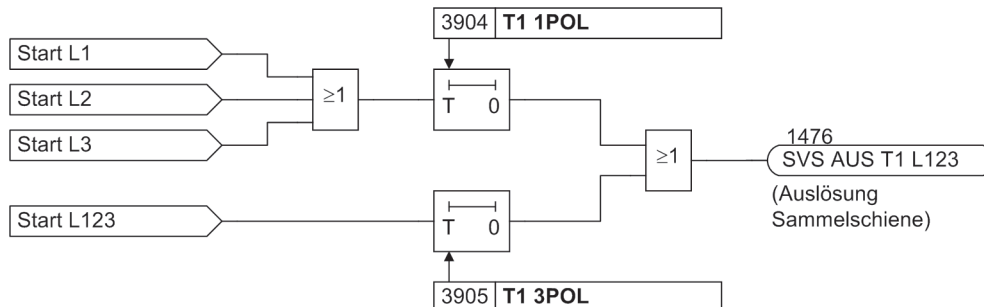 3904 T1 1POL
Start L1
Start L2
Start L3
≥1
T 0
≥1
1476
SVS AUS T1 L123
(Auslösung
Sammelschiene)
Start L123
T 0
3905 T1 3POL